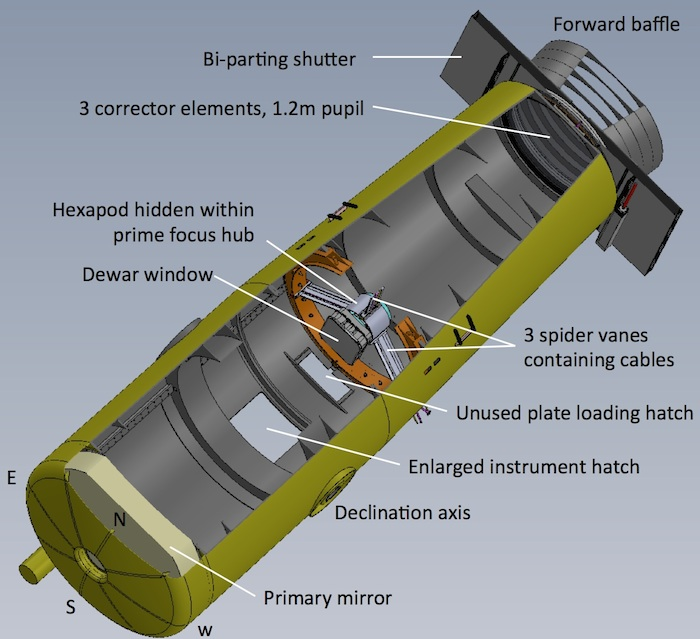 Forward baffle
Bi-parting shutter
3 corrector elements, 1.2m pupil
Hexapod hidden within
prime focus hub
Dewar window
3 spider vanes
containing cables
Unused plate loading hatch
Enlarged instrument hatch
E
Declination axis
N
Primary mirror
S
w